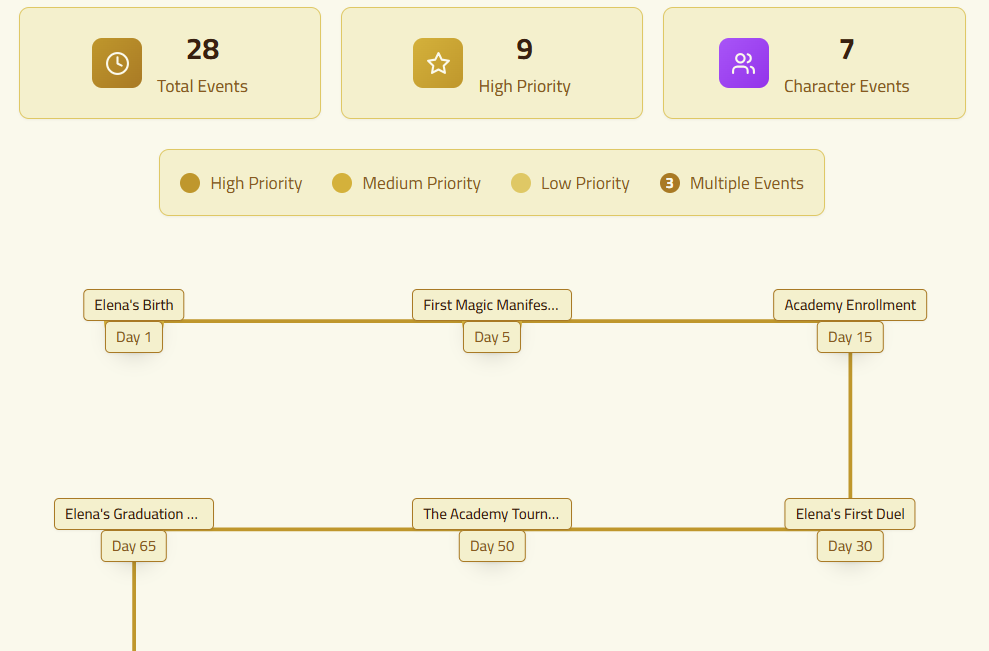 28
Total Events
9
High Priority
7
Character Events
High Priority
Medium Priority
Low Priority
3 Multiple Events
Elena's Birth
Day 1
First Magic Manifes...
Day 5
Academy Enrollment
Day 15
Elena's Graduation ...
Day 65
The Academy Tourn...
Day 50
Elena's First Duel
Day 30